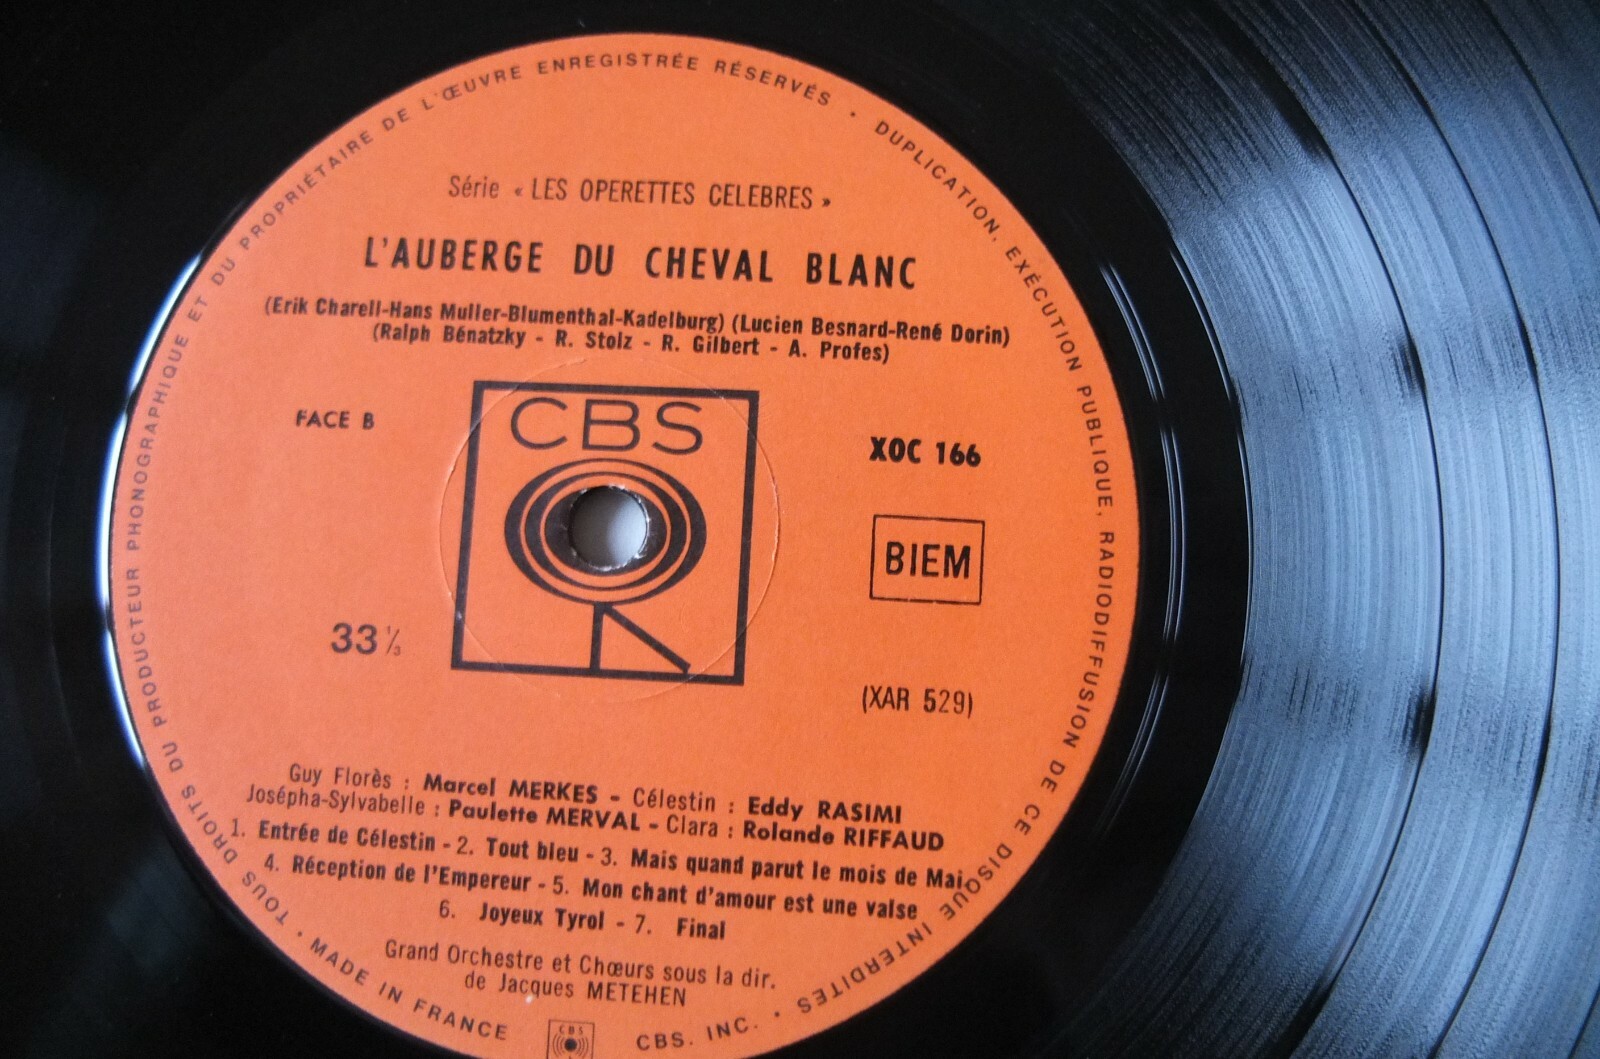 TOUS DROITS DU PRODUCTEUR PHONOGRAPHIQUE ET DU PROPRIÉTAIRE DE L'ŒUVRE ENREGISTRÉE RÉSERVÉS · DUPLICATION, EXÉCUTION PUBLIQUE, RADIODIFFUSION DE CE DISQUE INTERDITES ·
Série « LES OPERETTES CELEBRES »
L'AUBERGE DU CHEVAL BLANC
(Erik Charell-Hans Muller-Blumenthal-Kadelburg) (Lucien Besnard-René Dorin)
(Ralph Bénatzky - R. Stolz - R. Gilbert - A. Profes)
CBS
FACE B
XOC 166
BIEM
33 1/3
(XAR 529)
Guy Florès : Marcel MERKES - Célestin : Eddy RASIMI
Josépha-Sylvabelle : Paulette MERVAL - Clara : Rolande RIFFAUD
1. Entrée de Célestin - 2. Tout bleu - 3. Mais quand parut le mois de Mai
4. Réception de l'Empereur - 5. Mon chant d'amour est une valse
6. Joyeux Tyrol - 7. Final
Grand Orchestre et Chœurs sous la dir.
de Jacques METEHEN
· MADE IN FRANCE
CBS
CBS. INC.